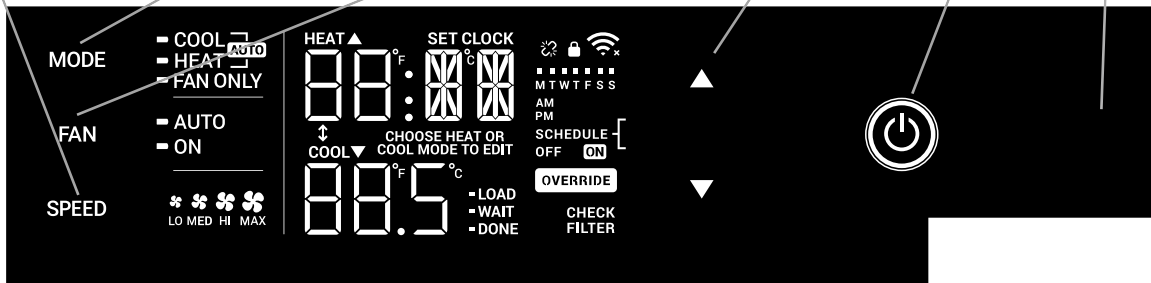 MODE
COOL
AUTO
HEAT
FAN ONLY
FAN
AUTO
ON
SPEED
LO MED HI MAX
HEAT▲ SET CLOCK
88:
°F °C
CHOOSE HEAT OR
COOL MODE TO EDIT
COOL▼
88.5
°F °C
LOAD
WAIT
DONE
M T W T F S S
AM
PM
SCHEDULE
OFF ON
OVERRIDE
CHECK
FILTER